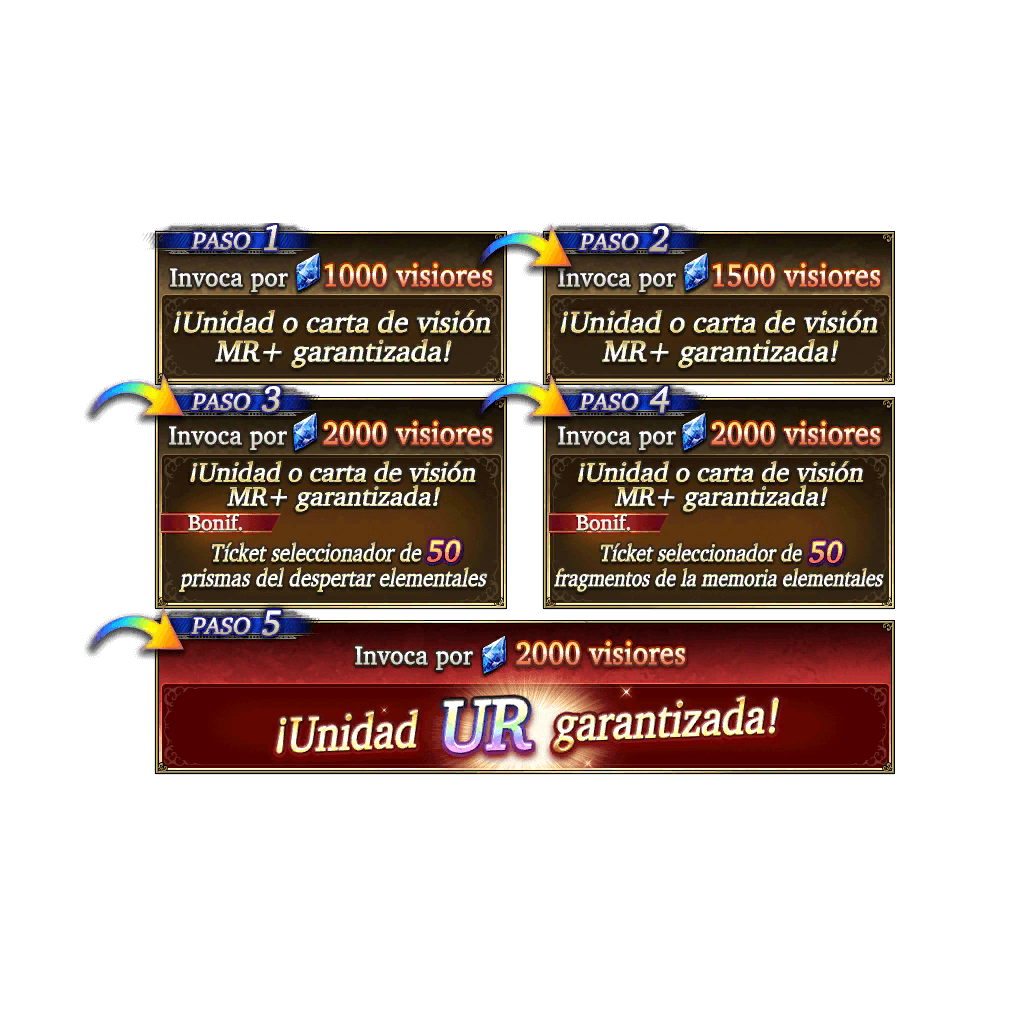 PASO 1
Invoca por 1000 visiores
¡Unidad o carta de visión
MR+ garantizada!
PASO 2
Invoca por 1500 visiores
¡Unidad o carta de visión
MR+ garantizada!
PASO 3
Invoca por 2000 visiores
¡Unidad o carta de visión
MR+ garantizada!
Bonif.
Tícket seleccionador de 50
prismas del despertar elementales
PASO 4
Invoca por 2000 visiores
¡Unidad o carta de visión
MR+ garantizada!
Bonif.
Tícket seleccionador de 50
fragmentos de la memoria elementales
PASO 5
Invoca por 2000 visiores
¡Unidad UR garantizada!